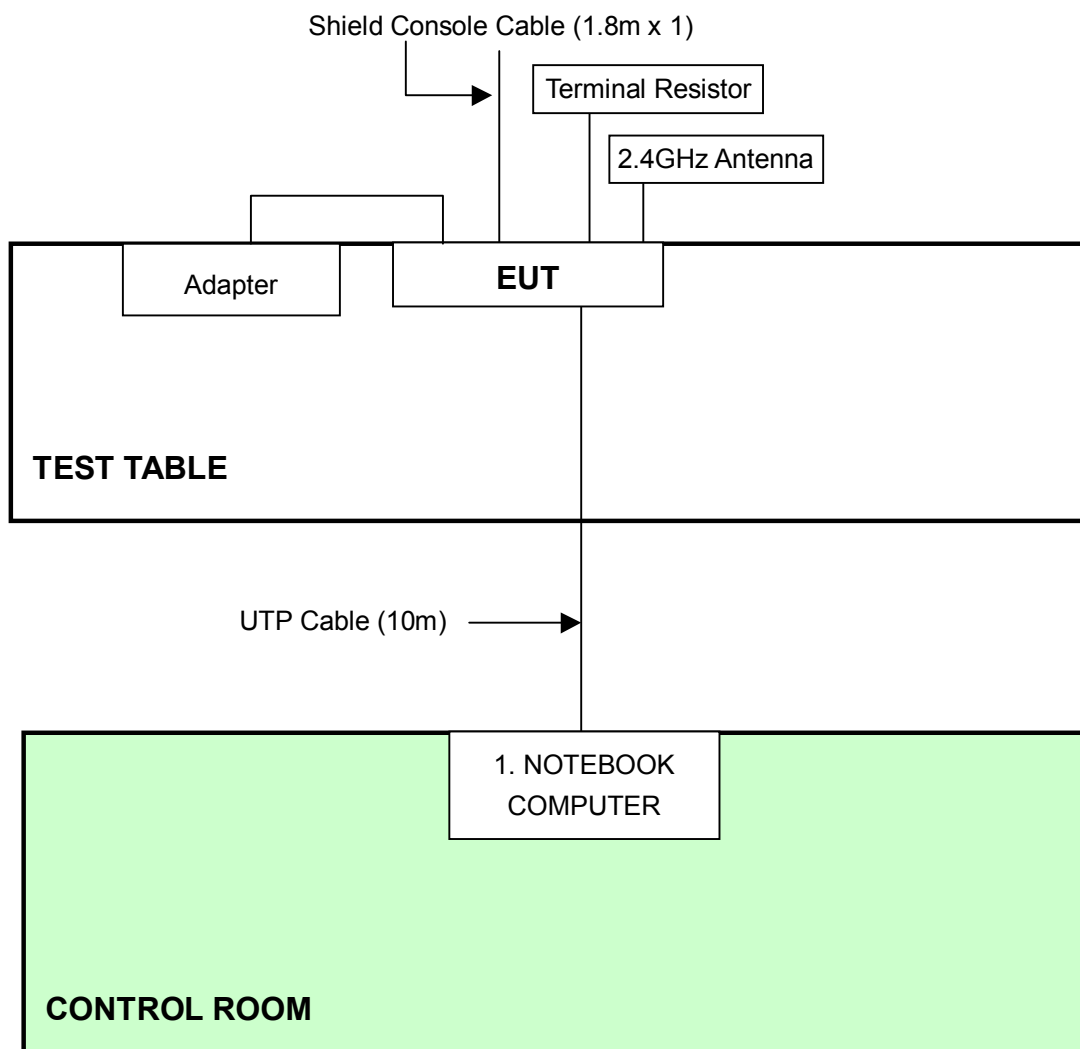 Shield Console Cable (1.8m x 1)
Terminal Resistor
2.4GHz Antenna
Adapter
EUT
TEST TABLE
UTP Cable (10m)
1. NOTEBOOK
COMPUTER
CONTROL ROOM